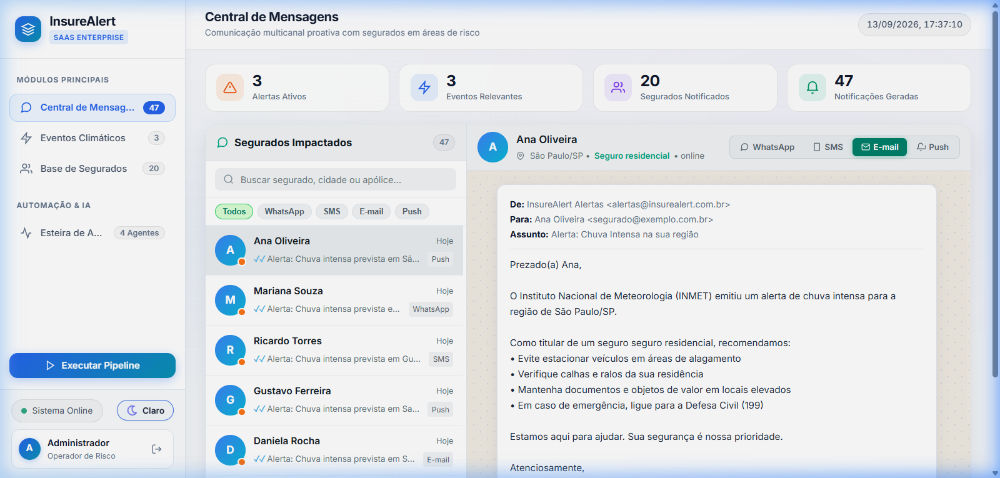 InsureAlert
SAAS ENTERPRISE
MÓDULOS PRINCIPAIS
Central de Mensag... 47
Eventos Climáticos 3
Base de Segurados 20
AUTOMAÇÃO & IA
Esteira de A... 4 Agentes
Executar Pipeline
Sistema Online
Claro
A
Administrador
Operador de Risco
Central de Mensagens
Comunicação multicanal proativa com segurados em áreas de risco
13/09/2026, 17:37:10
3
Alertas Ativos
3
Eventos Relevantes
20
Segurados Notificados
47
Notificações Geradas
Segurados Impactados 47
Buscar segurado, cidade ou apólice...
Todos WhatsApp SMS E-mail Push
A
Ana Oliveira Hoje
Alerta: Chuva intensa prevista em Sã... Push
M
Mariana Souza Hoje
Alerta: Chuva intensa prevista e... WhatsApp
R
Ricardo Torres Hoje
Alerta: Chuva intensa prevista em Gu... SMS
G
Gustavo Ferreira Hoje
Alerta: Chuva intensa prevista em Sa... Push
D
Daniela Rocha Hoje
Alerta: Chuva intensa prevista em S... E-mail
A
Ana Oliveira
São Paulo/SP • Seguro residencial • online
WhatsApp SMS E-mail Push
De: InsureAlert Alertas <alertas@insurealert.com.br>
Para: Ana Oliveira <segurado@exemplo.com.br>
Assunto: Alerta: Chuva Intensa na sua região
Prezado(a) Ana,
O Instituto Nacional de Meteorologia (INMET) emitiu um alerta de chuva intensa para a
região de São Paulo/SP.
Como titular de um seguro seguro residencial, recomendamos:
• Evite estacionar veículos em áreas de alagamento
• Verifique calhas e ralos da sua residência
• Mantenha documentos e objetos de valor em locais elevados
• Em caso de emergência, ligue para a Defesa Civil (199)
Estamos aqui para ajudar. Sua segurança é nossa prioridade.
Atenciosamente,